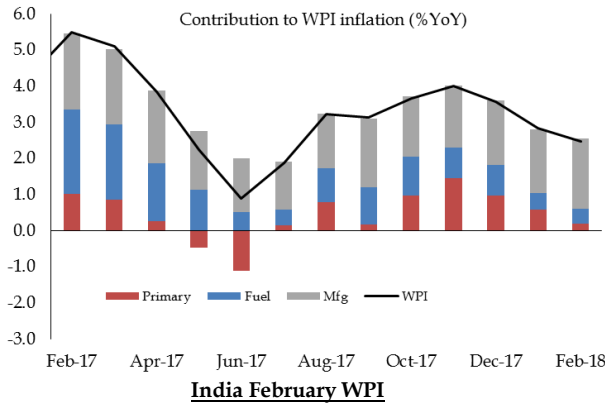 Contribution to WPI inflation (%YoY)
6.0
5.0
4.0
3.0
2.0
1.0
0.0
-1.0
-2.0
-3.0
Primary Fuel Mfg WPI
Feb-17 Apr-17 Jun-17 Aug-17 Oct-17 Dec-17 Feb-18
India February WPI